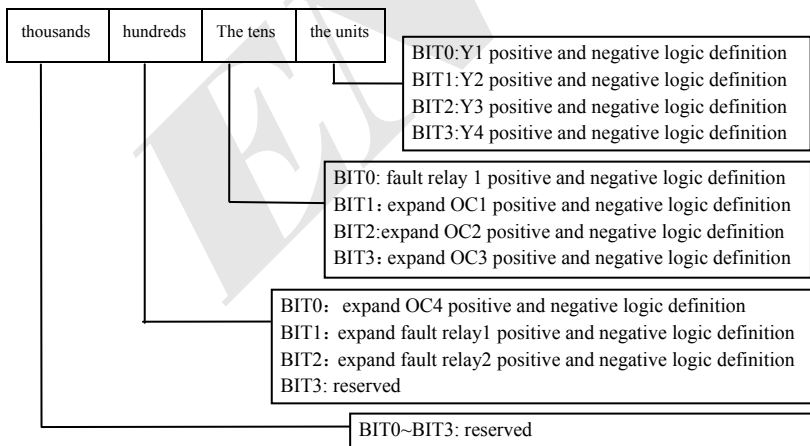 thousands hundreds The tens the units
BIT0:Y1 positive and negative logic definition
BIT1:Y2 positive and negative logic definition
BIT2:Y3 positive and negative logic definition
BIT3:Y4 positive and negative logic definition
BIT0: fault relay 1 positive and negative logic definition
BIT1：expand OC1 positive and negative logic definition
BIT2:expand OC2 positive and negative logic definition
BIT3：expand OC3 positive and negative logic definition
BIT0：expand OC4 positive and negative logic definition
BIT1：expand fault relay1 positive and negative logic definition
BIT2：expand fault relay2 positive and negative logic definition
BIT3: reserved
BIT0~BIT3: reserved